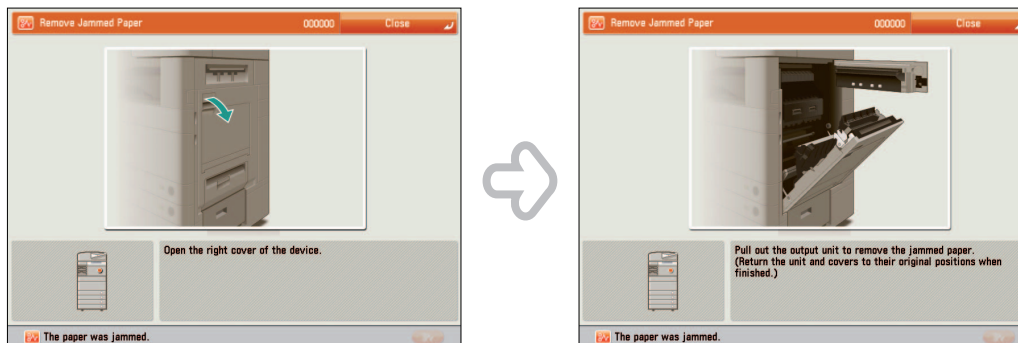 Remove Jammed Paper 000000 Close
Open the right cover of the device.
The paper was jammed.
Remove Jammed Paper 000000 Close
Pull out the output unit to remove the jammed paper.
(Return the unit and covers to their original positions when
finished.)
The paper was jammed.